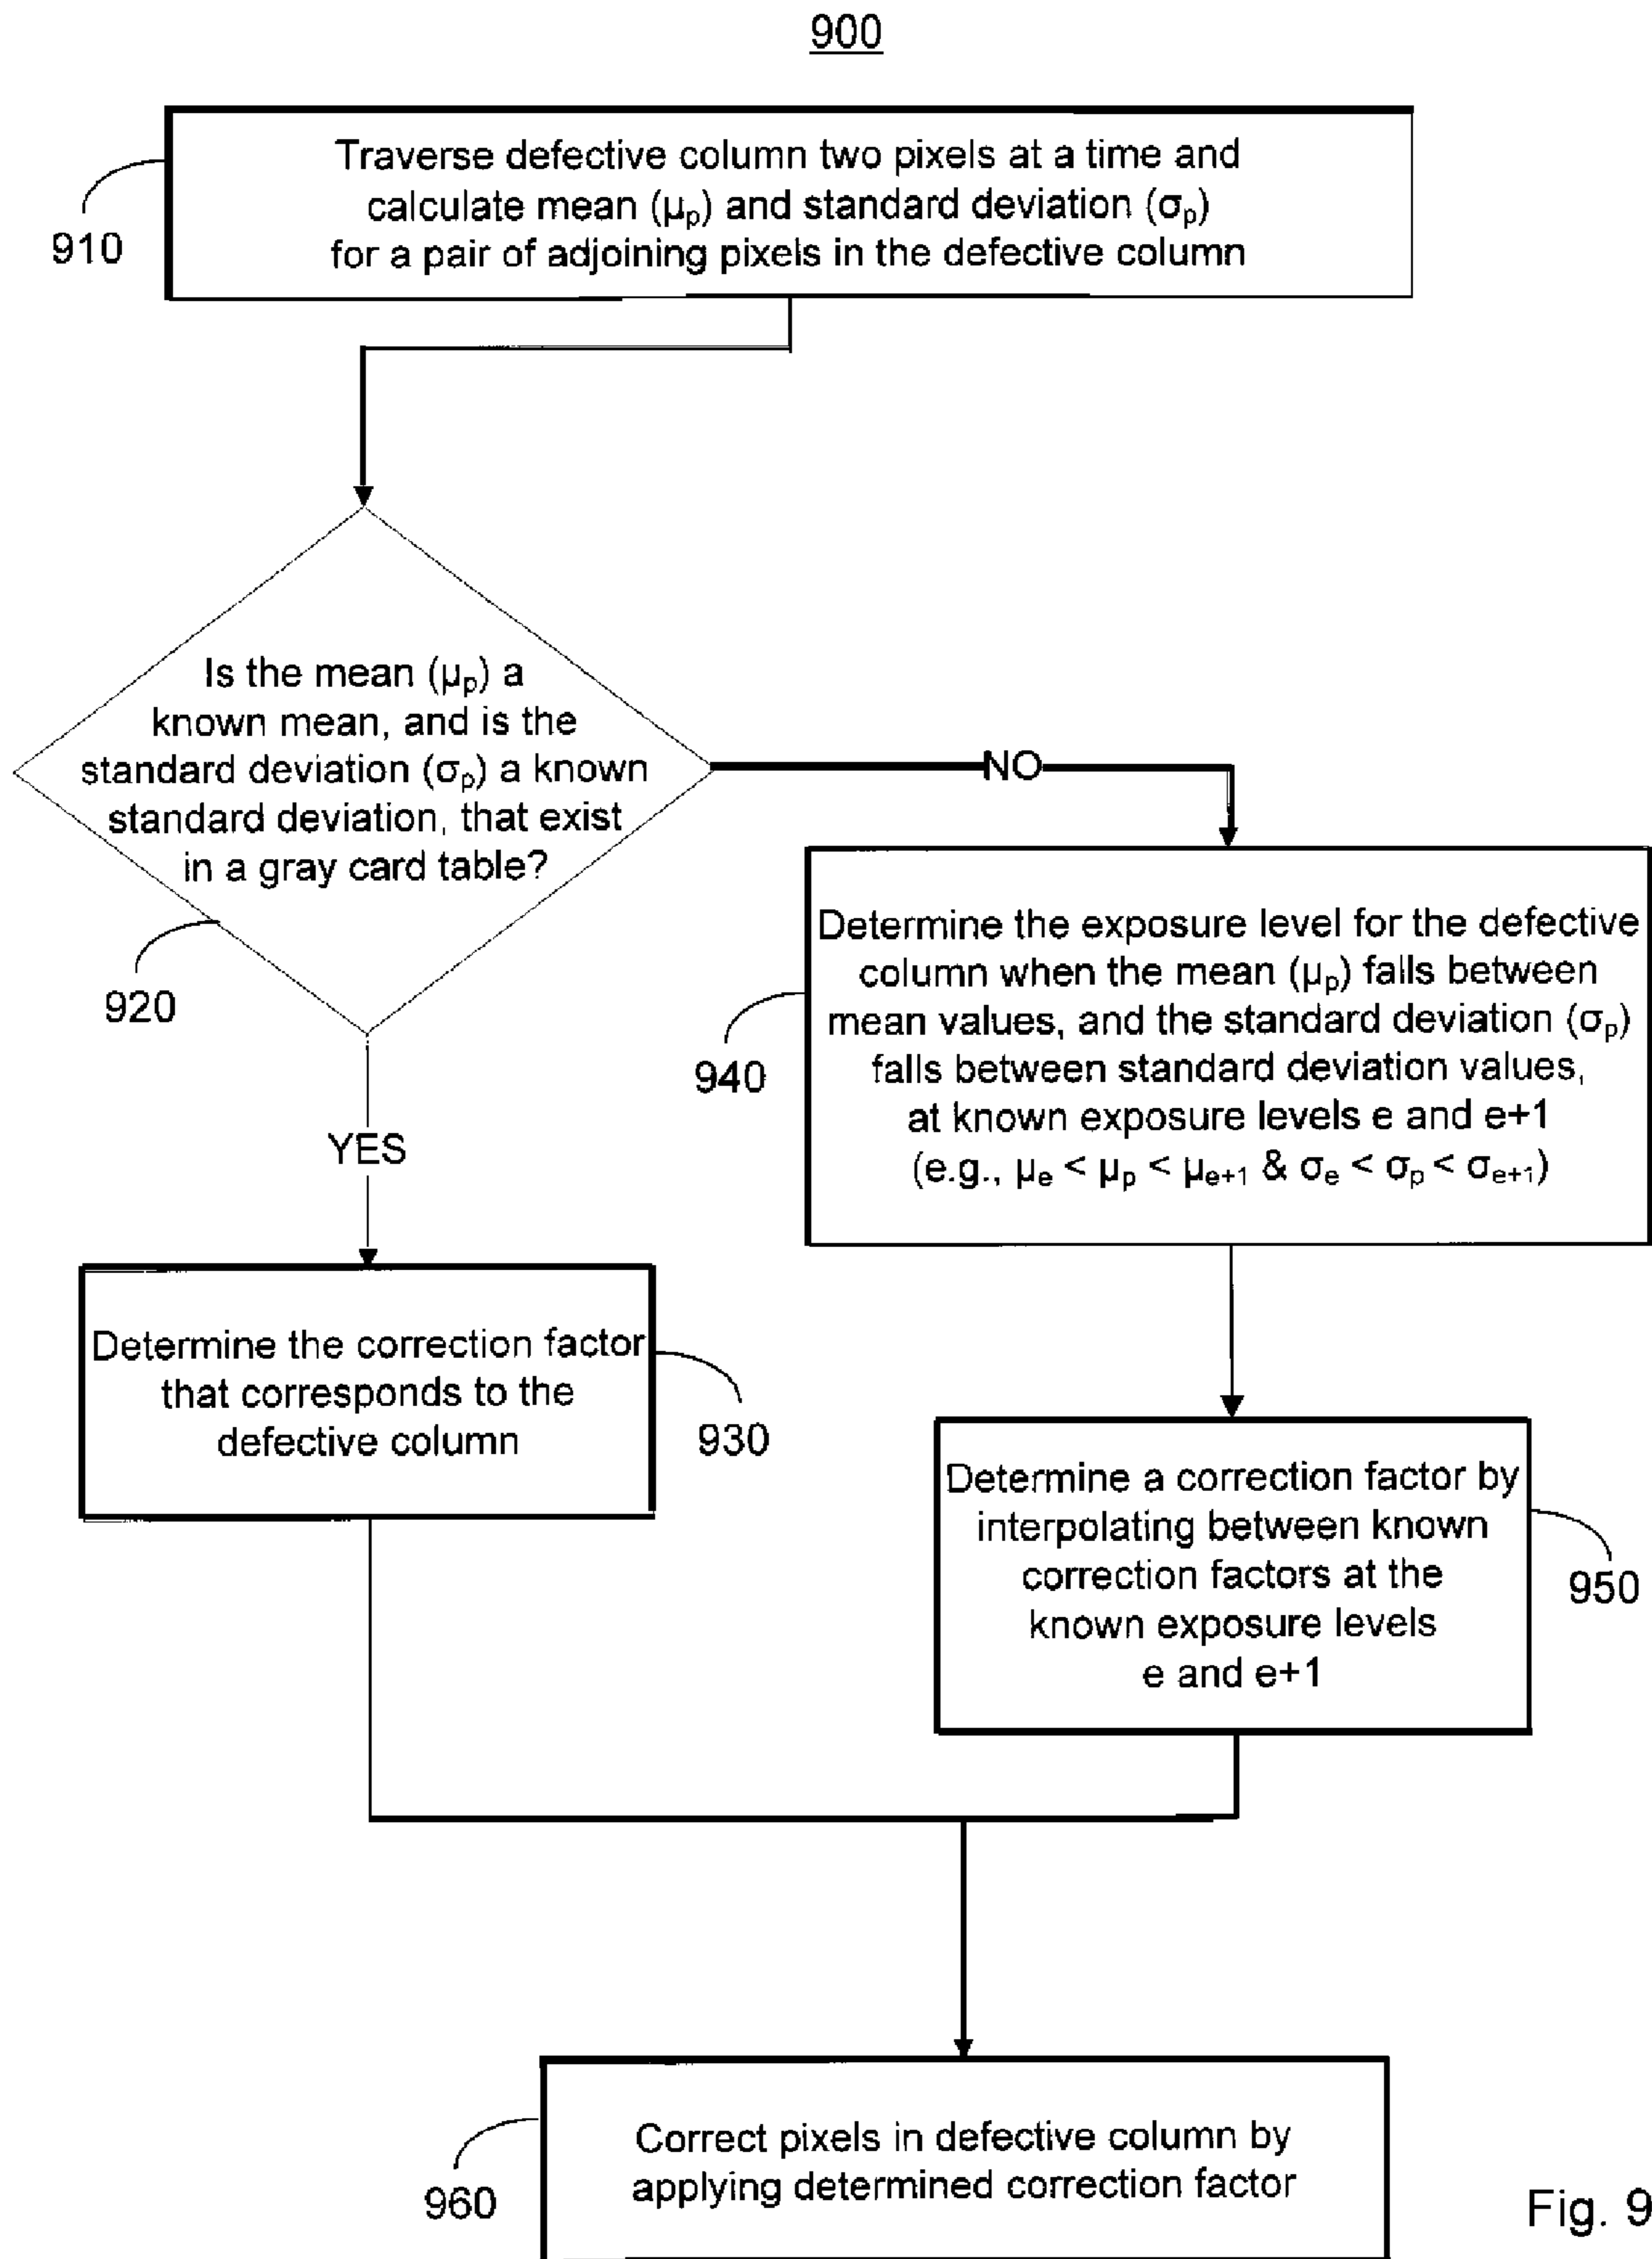 900
Traverse defective column two pixels at a time and
calculate mean (μp) and standard deviation (σp)
for a pair of adjoining pixels in the defective column
910
Is the mean (μp) a
known mean, and is the
standard deviation (σp) a known
standard deviation, that exist
in a gray card table?
920
NO
YES
Determine the exposure level for the defective
column when the mean (μp) falls between
mean values, and the standard deviation (σp)
falls between standard deviation values,
at known exposure levels e and e+1
(e.g., μe < μp < μe+1 & σe < σp < σe+1)
940
Determine the correction factor
that corresponds to the
defective column
930
Determine a correction factor by
interpolating between known
correction factors at the
known exposure levels
e and e+1
950
Correct pixels in defective column by
applying determined correction factor
960
Fig. 9